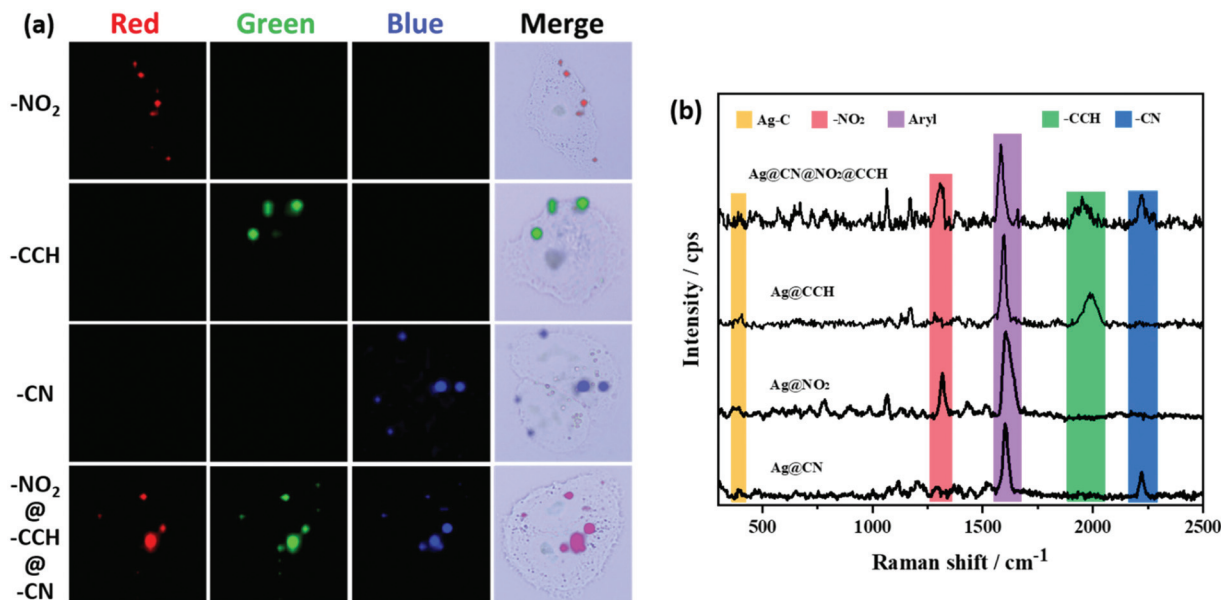 (a) Red Green Blue Merge
-NO₂
-CCH
-CN
-NO₂
@
-CCH
@
-CN
(b)
Ag-C -NO₂ Aryl -CCH -CN
Ag@CN@NO₂@CCH
Ag@CCH
Ag@NO₂
Ag@CN
Intensity / cps
500 1000 1500 2000 2500
Raman shift / cm⁻¹